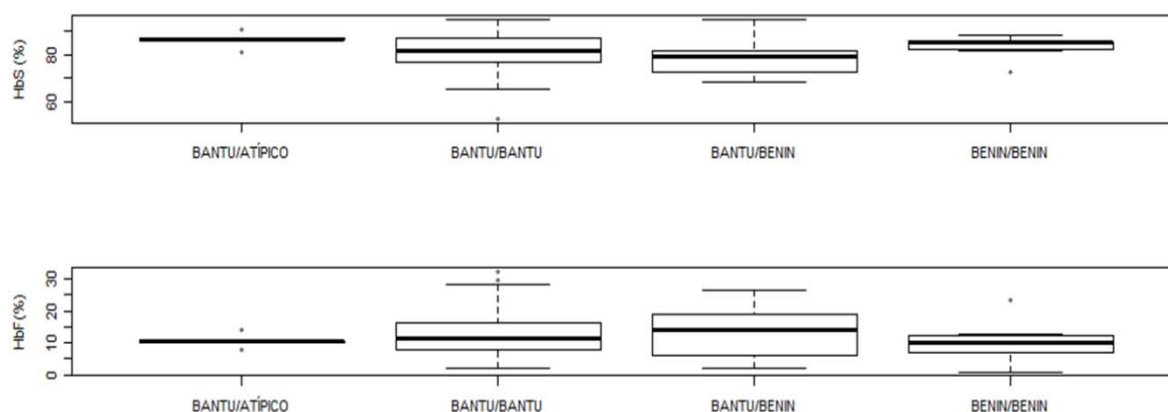 HbS (%)
80
60
BANTU/ATÍPICO BANTU/BANTU BANTU/BENIN BENIN/BENIN
HbF(%)
30
20
10
0
BANTU/ATÍPICO BANTU/BANTU BANTU/BENIN BENIN/BENIN